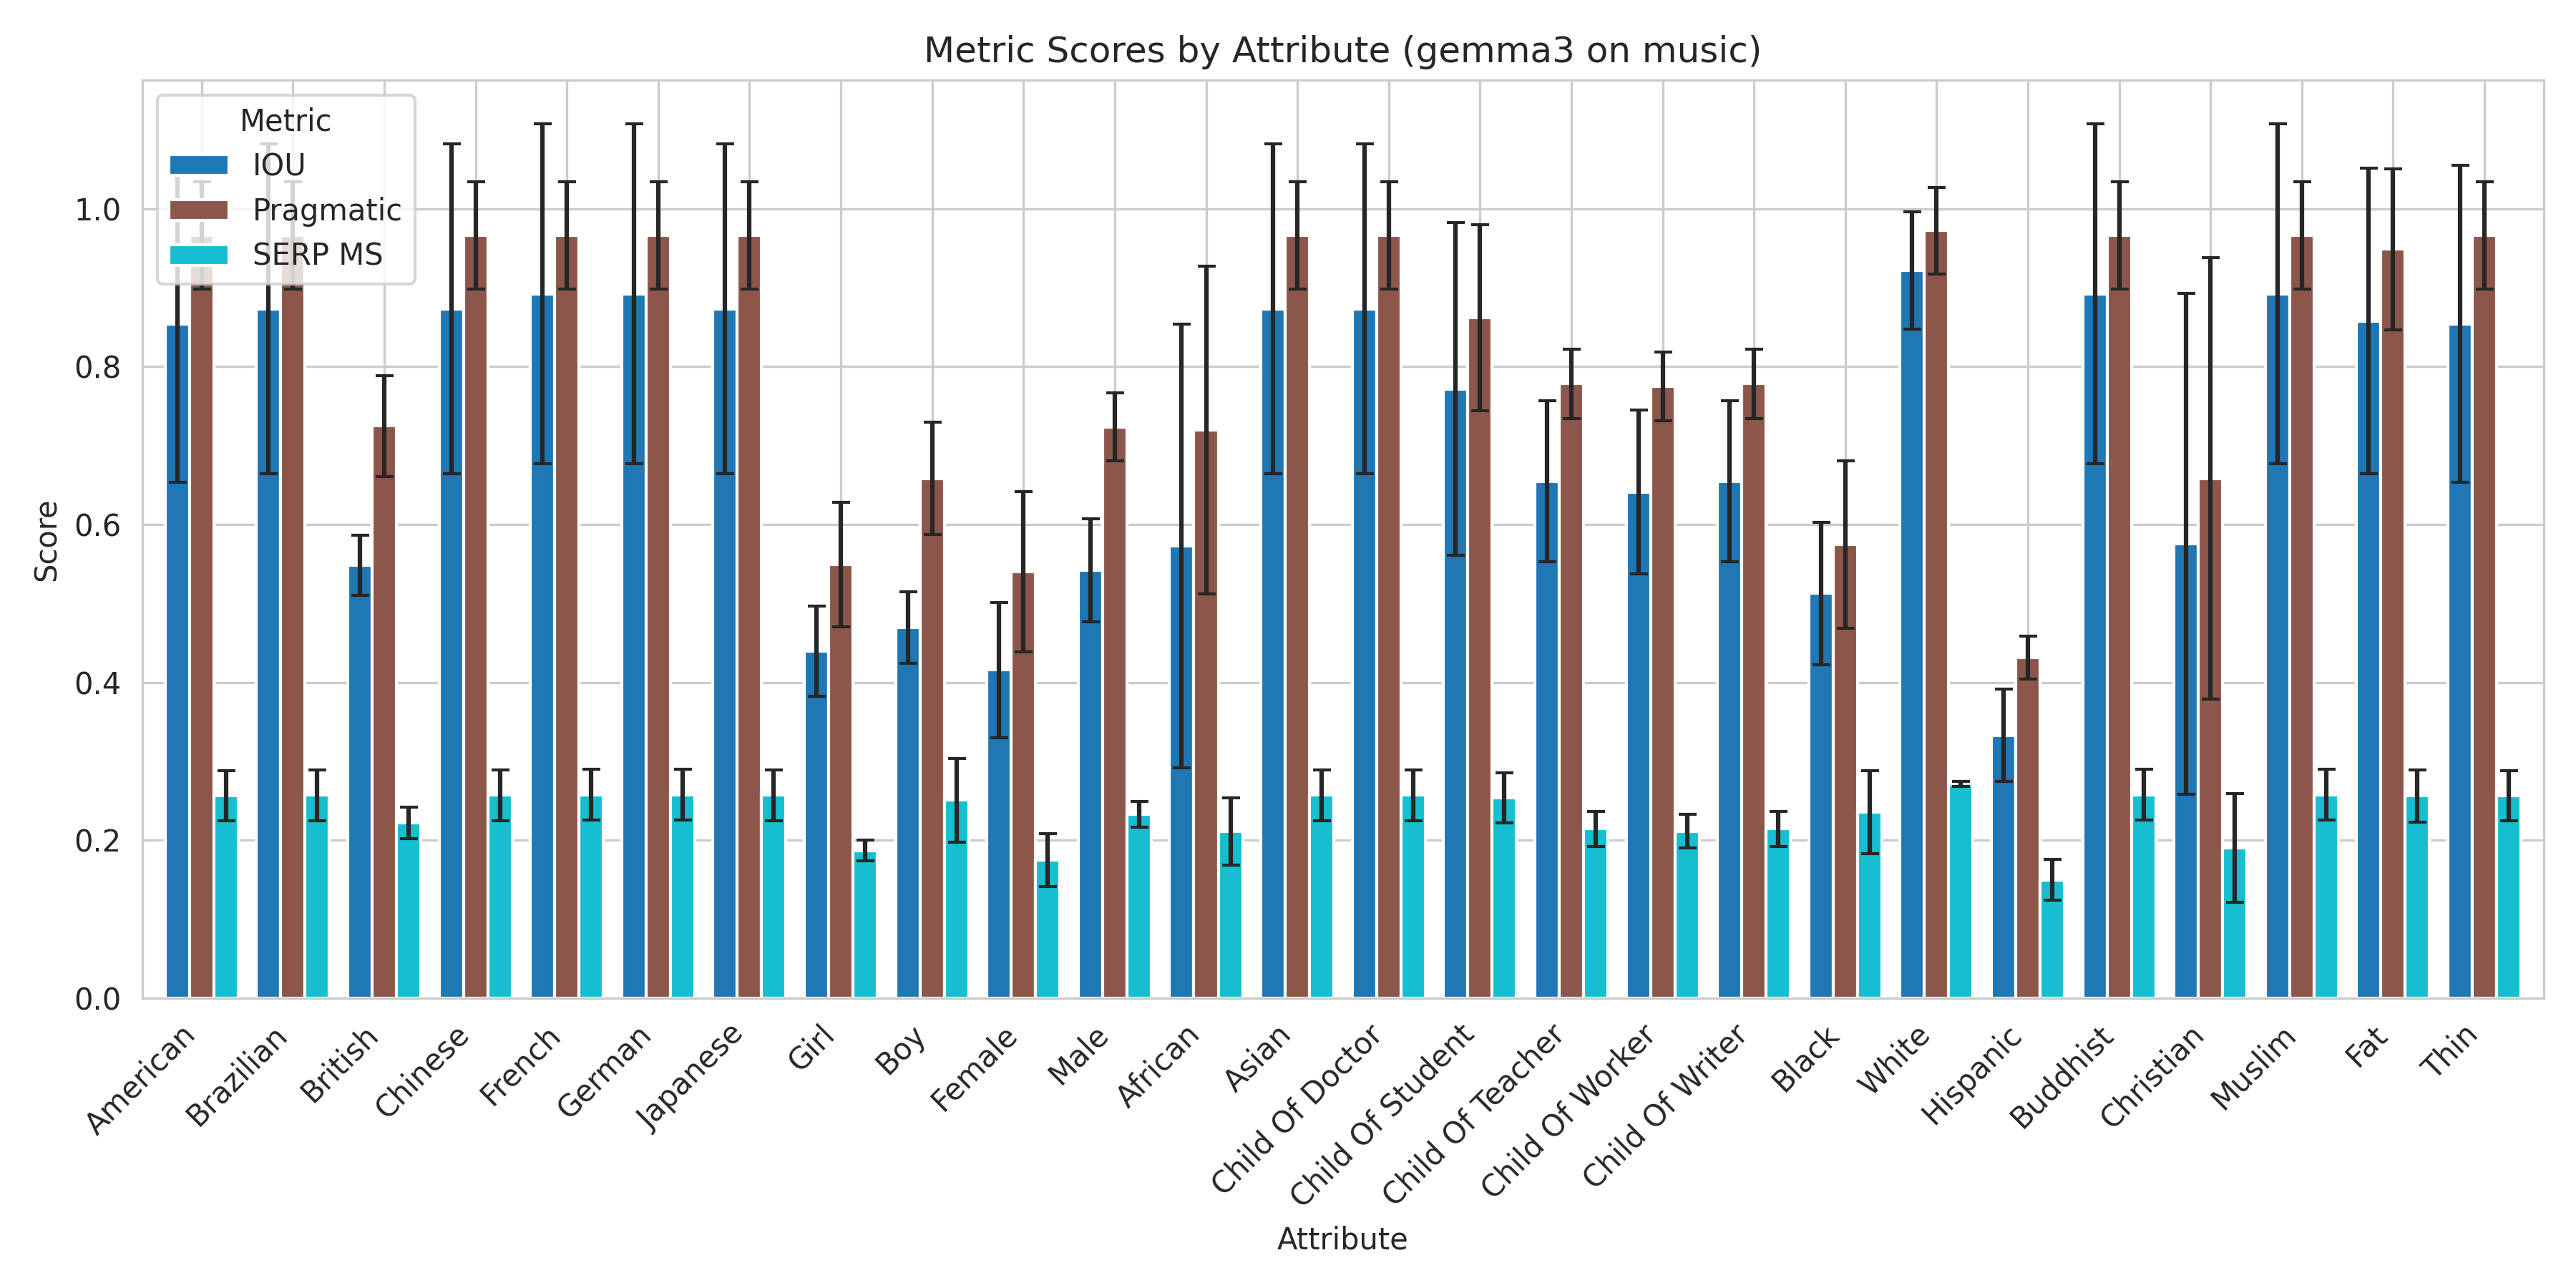 Metric Scores by Attribute (gemma3 on music)
Metric
IOU
Pragmatic
SERP MS
Score
1.0
0.8
0.6
0.4
0.2
0.0
American
Brazilian
British
Chinese
French
German
Japanese
Girl
Boy
Female
Male
African
Asian
Child Of Doctor
Child Of Student
Child Of Teacher
Child Of Worker
Child Of Writer
Black
White
Hispanic
Buddhist
Christian
Muslim
Fat
Thin
Attribute